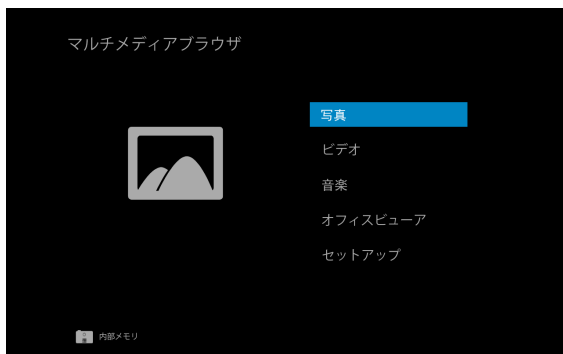 マルチメディアブラウザ
写真
ビデオ
音楽
オフィスビューア
セットアップ
内部メモリ